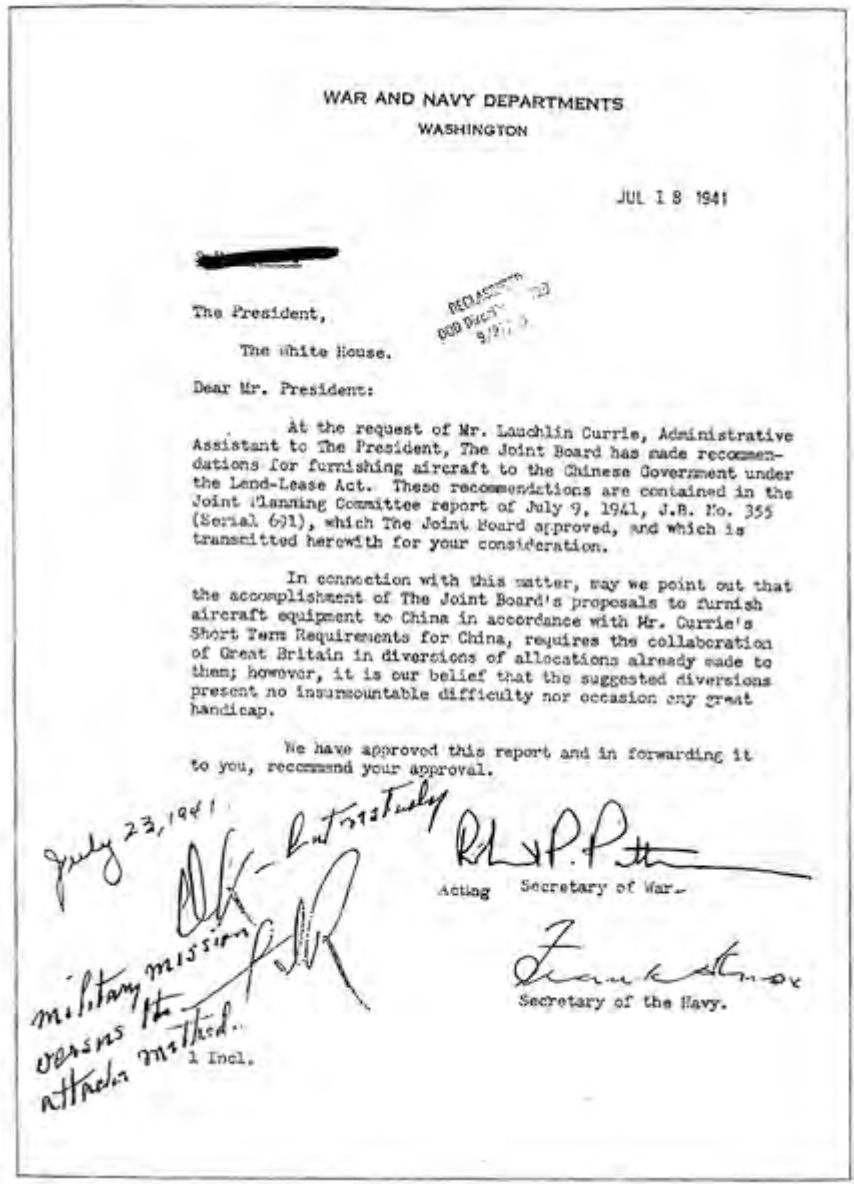 WAR AND NAVY DEPARTMENTS
WASHINGTON
JUL 18 1941
DECLASSIFIED
DOD
The President,
The White House.
Dear Mr. President:
At the request of Mr. Lauchlin Currie, Administrative
Assistant to The President, The Joint Board has made recommen-
dations for furnishing aircraft to the Chinese Government under
the Lend-Lease Act. These recommendations are contained in the
Joint Planning Committee report of July 9, 1941, J.B. No. 355
(Serial 691), which The Joint Board approved, and which is
transmitted herewith for your consideration.
In connection with this matter, may we point out that
the accomplishment of The Joint Board's proposals to furnish
aircraft equipment to China in accordance with Mr. Currie's
Short Term Requirements for China, requires the collaboration
of Great Britain in diversions of allocations already made to
them; however, it is our belief that the suggested diversions
present no insurmountable difficulty nor occasion any great
handicap.
We have approved this report and in forwarding it
to you, recommend your approval.
July 23, 1941.
OK - but restudy
military mission
versus the
attache method.
FDR
Robert P. Patterson
Acting Secretary of War.
Frank Knox
Secretary of the Navy.
1 Incl.